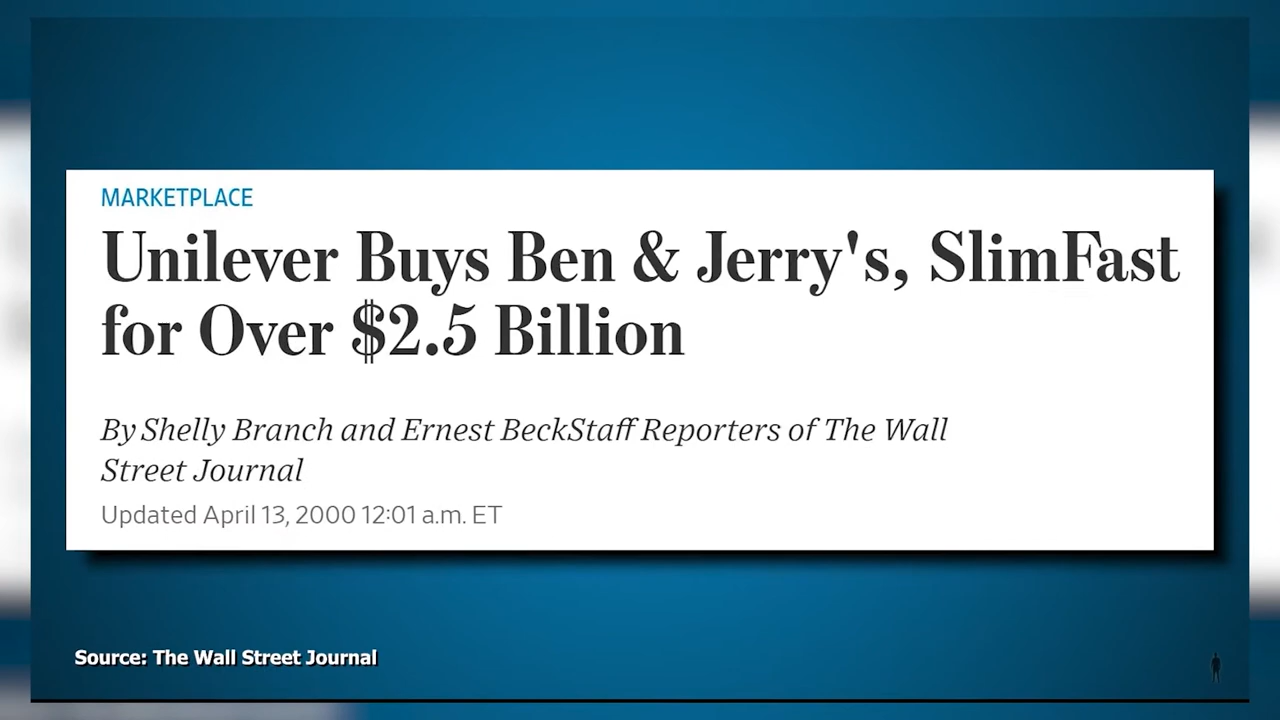 MARKETPLACE
Unilever Buys Ben & Jerry's, SlimFast
for Over $2.5 Billion
By Shelly Branch and Ernest BeckStaff Reporters of The Wall
Street Journal
Updated April 13, 2000 12:01 a.m. ET
Source: The Wall Street Journal